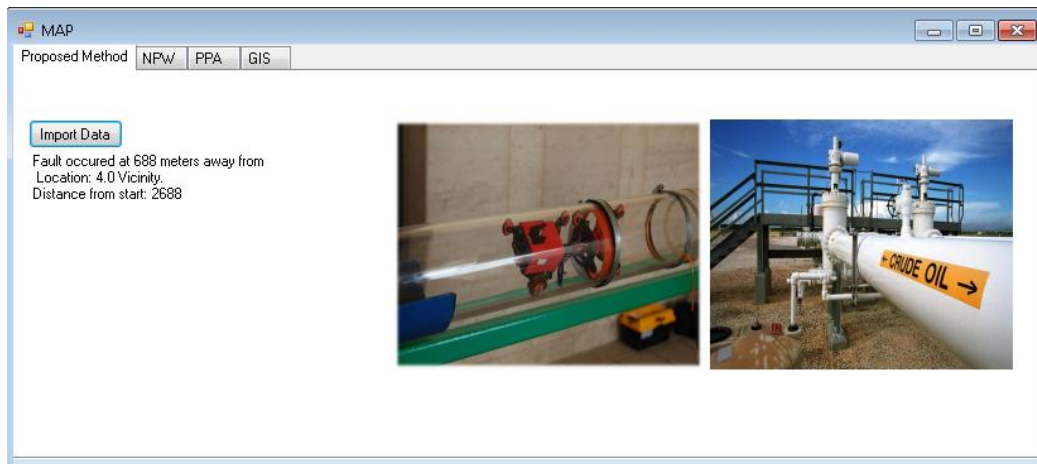 MAP
Proposed Method NPW PPA GIS
Import Data
Fault occured at 688 meters away from
Location: 4.0 Vicinity.
Distance from start: 2688
← CRUDE OIL →